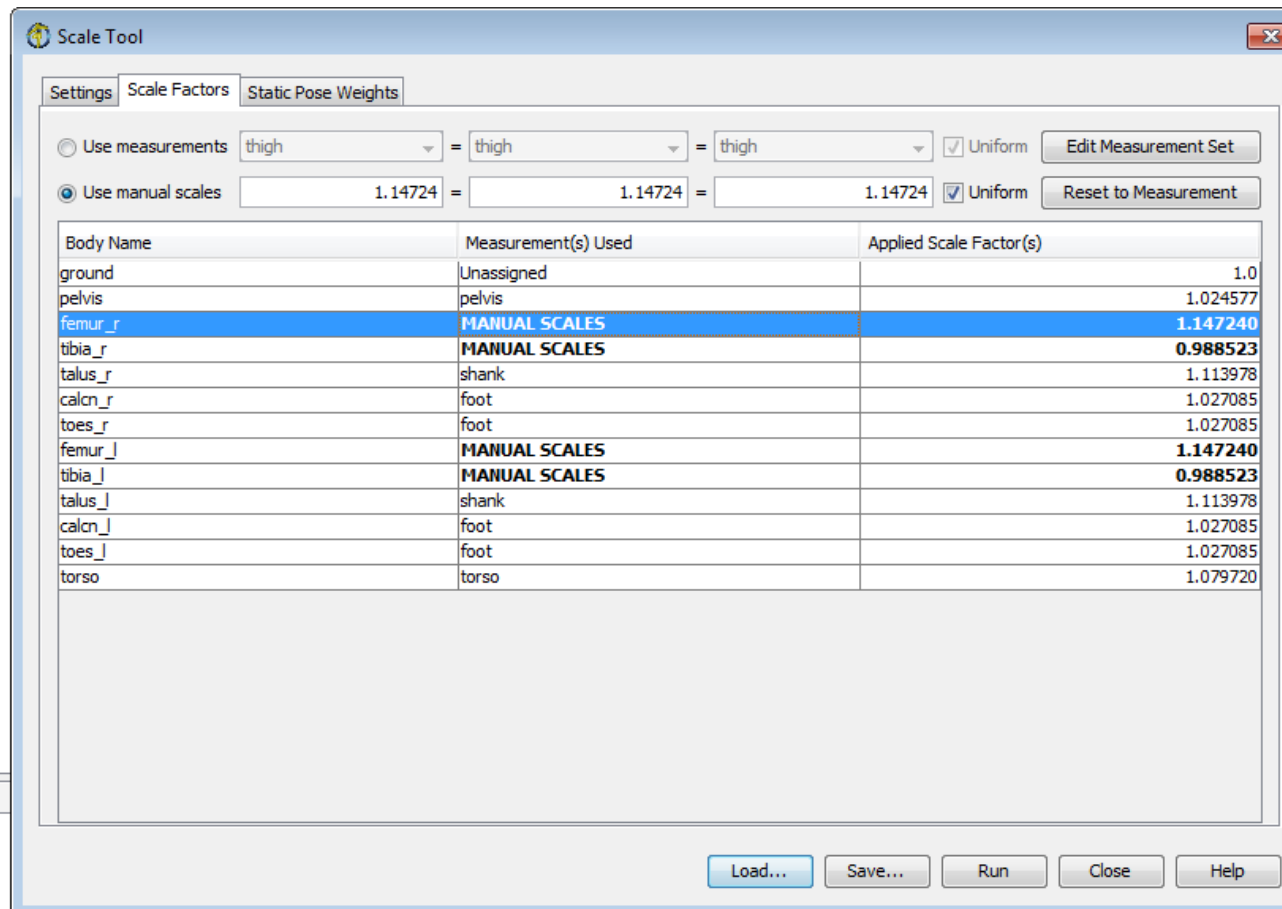 Scale Tool
Settings Scale Factors Static Pose Weights
Use measurements thigh = thigh = thigh Uniform Edit Measurement Set
Use manual scales 1.14724 = 1.14724 = 1.14724 Uniform Reset to Measurement
Body Name Measurement(s) Used Applied Scale Factor(s)
ground Unassigned 1.0
pelvis pelvis 1.024577
femur_r MANUAL SCALES 1.147240
tibia_r MANUAL SCALES 0.988523
talus_r shank 1.113978
calcn_r foot 1.027085
toes_r foot 1.027085
femur_l MANUAL SCALES 1.147240
tibia_l MANUAL SCALES 0.988523
talus_l shank 1.113978
calcn_l foot 1.027085
toes_l foot 1.027085
torso torso 1.079720
Load... Save... Run Close Help